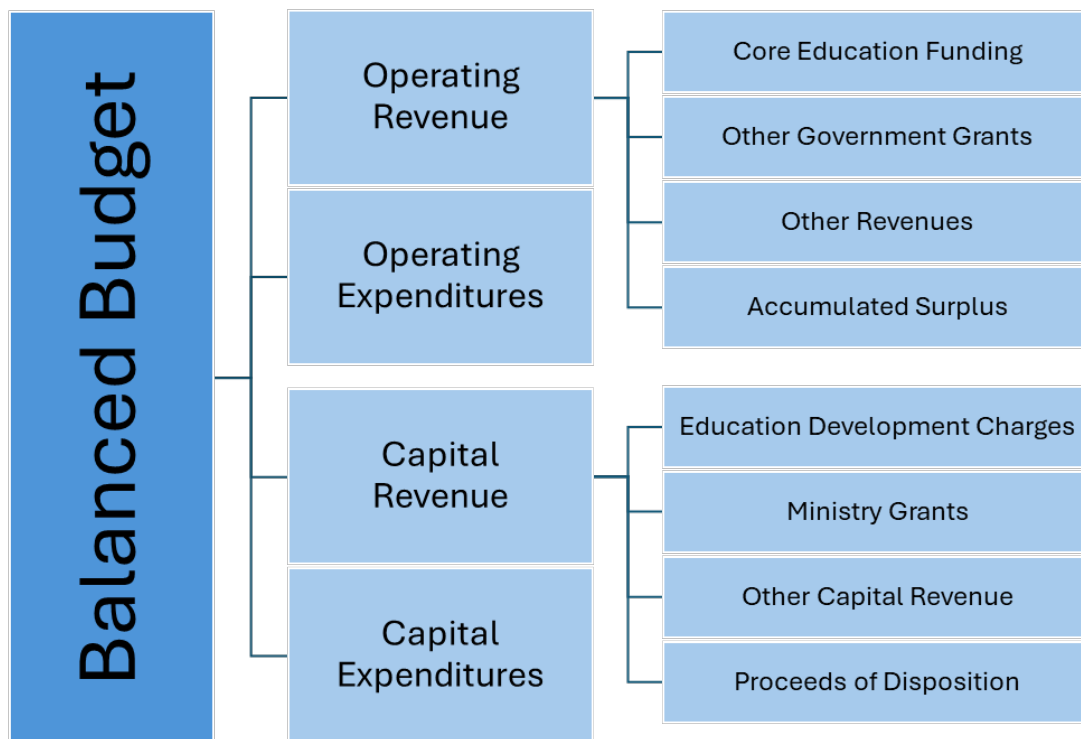 Balanced Budget
Operating
Revenue
Core Education Funding
Other Government Grants
Other Revenues
Accumulated Surplus
Operating
Expenditures
Capital
Revenue
Education Development Charges
Ministry Grants
Other Capital Revenue
Proceeds of Disposition
Capital
Expenditures